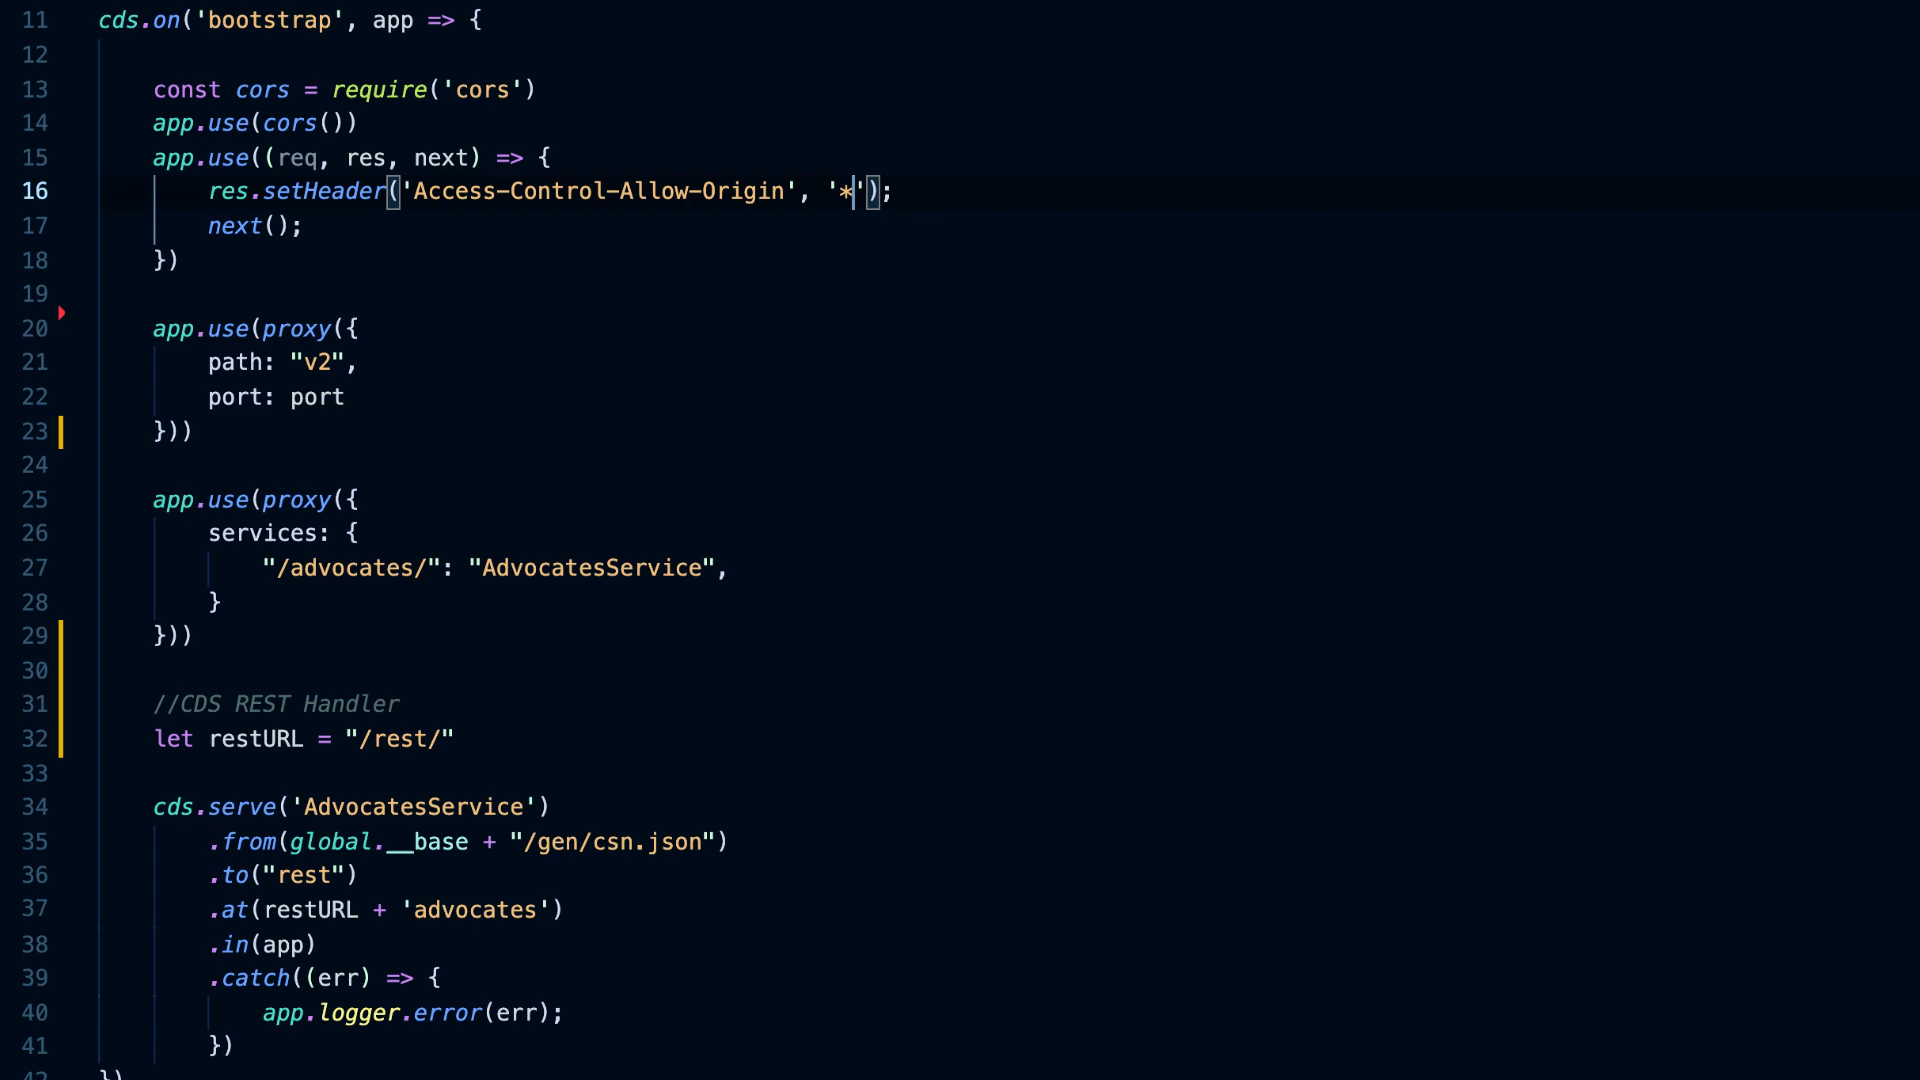 11 cds.on('bootstrap', app => {
12
13 const cors = require('cors')
14 app.use(cors())
15 app.use((req, res, next) => {
16 res.setHeader('Access-Control-Allow-Origin', '*');
17 next();
18 })
19
20 app.use(proxy({
21 path: "v2",
22 port: port
23 }))
24
25 app.use(proxy({
26 services: {
27 "/advocates/": "AdvocatesService",
28 }
29 }))
30
31 //CDS REST Handler
32 let restURL = "/rest/"
33
34 cds.serve('AdvocatesService')
35 .from(global.__base + "/gen/csn.json")
36 .to("rest")
37 .at(restURL + 'advocates')
38 .in(app)
39 .catch((err) => {
40 app.logger.error(err);
41 })
42 })